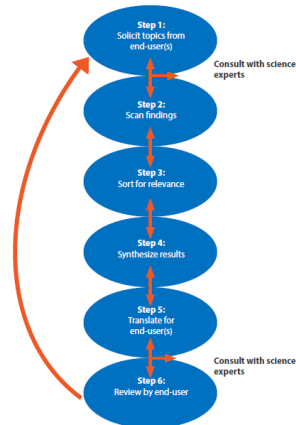 Step 1:
Solicit topics from
end-user(s)
Consult with science
experts
Step 2:
Scan findings
Step 3:
Sort for relevance
Step 4:
Synthesize results
Step 5:
Translate for
end-user(s)
Consult with science
experts
Step 6:
Review by end-user